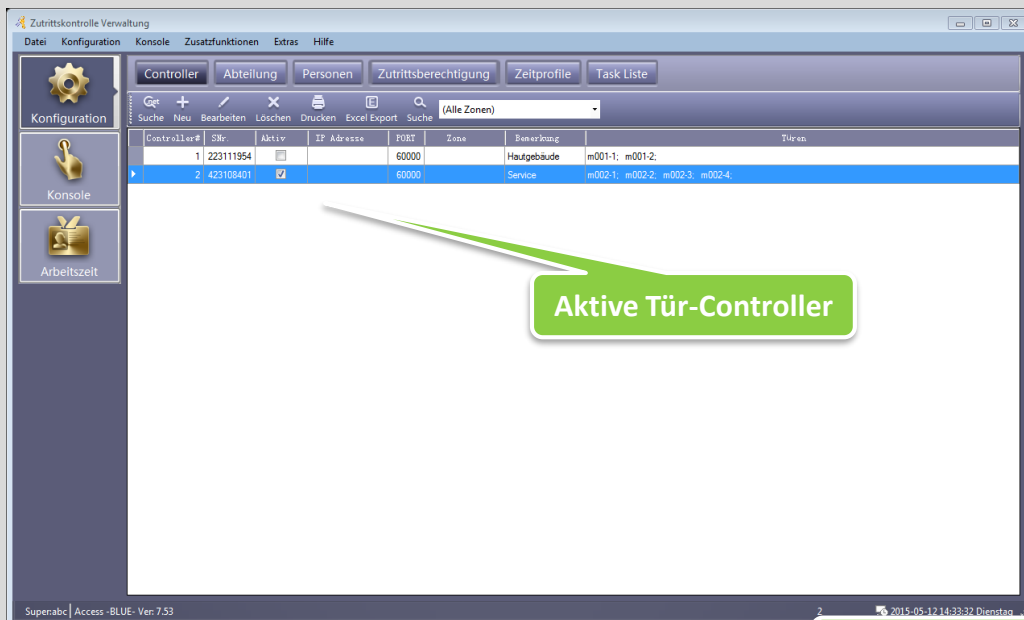 Zutrittskontrolle Verwaltung
Datei Konfiguration Konsole Zusatzfunktionen Extras Hilfe
Konfiguration
Konsole
Arbeitszeit
Controller Abteilung Personen Zutrittsberechtigung Zeitprofile Task Liste
Suche Neu Bearbeiten Löschen Drucken Excel Export Suche (Alle Zonen)
Controller# SNr. Aktiv IP Adresse PORT Zone Bemerkung Türen
1 223111954 60000 Hautgebäude m001-1; m001-2;
2 423108401 60000 Service m002-1; m002-2; m002-3; m002-4;
Aktive Tür-Controller
Super:abc Access -BLUE- Ver: 7.53 2 2015-05-12 14:33:32 Dienstag